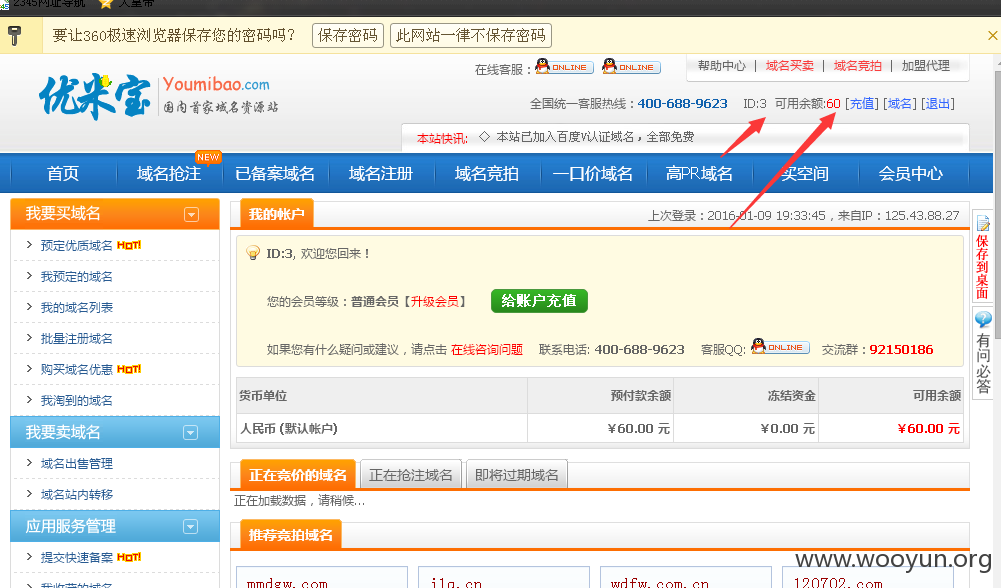 2345网址导航 大皇帝
要让360极速浏览器保存您的密码吗？ 保存密码 此网站一律不保存密码
优米宝 Youmibao.com 国内首家域名资源站
在线客服： ONLINE ONLINE 帮助中心 | 域名买卖 | 域名竞拍 | 加盟代理
全国统一客服热线：400-688-9623 ID:3 可用余额:60 [充值] [域名] [退出]
本站快讯: ◇ 本站已加入百度V认证域名，全部免费
首页 域名抢注 NEW 已备案域名 域名注册 域名竞拍 一口价域名 高PR域名 买空间 会员中心
我要买域名
预定优质域名 HOT!
我预定的域名
我的域名列表
批量注册域名
购买域名优惠 HOT!
我淘到的域名
我要卖域名
域名出售管理
域名站内转移
应用服务管理
提交快速备案 HOT!
我的帐户 上次登录：2016-01-09 19:33:45，来自IP：125.43.88.27
ID:3, 欢迎您回来！
您的会员等级：普通会员【升级会员】 给账户充值
如果您有什么疑问或建议，请点击 在线咨询问题 联系电话: 400-688-9623 客服QQ: ONLINE 交流群：92150186
货币单位 预付款余额 冻结资金 可用余额
人民币 (默认帐户) ¥60.00 元 ¥0.00 元 ¥60.00 元
正在竞价的域名 正在抢注域名 即将过期域名
正在加载数据，请稍候...
推荐竞拍域名
mmdgw.com j1q.cn wdfw.com.cn 120702.com
保存到桌面
有问必答
www.wooyun.org